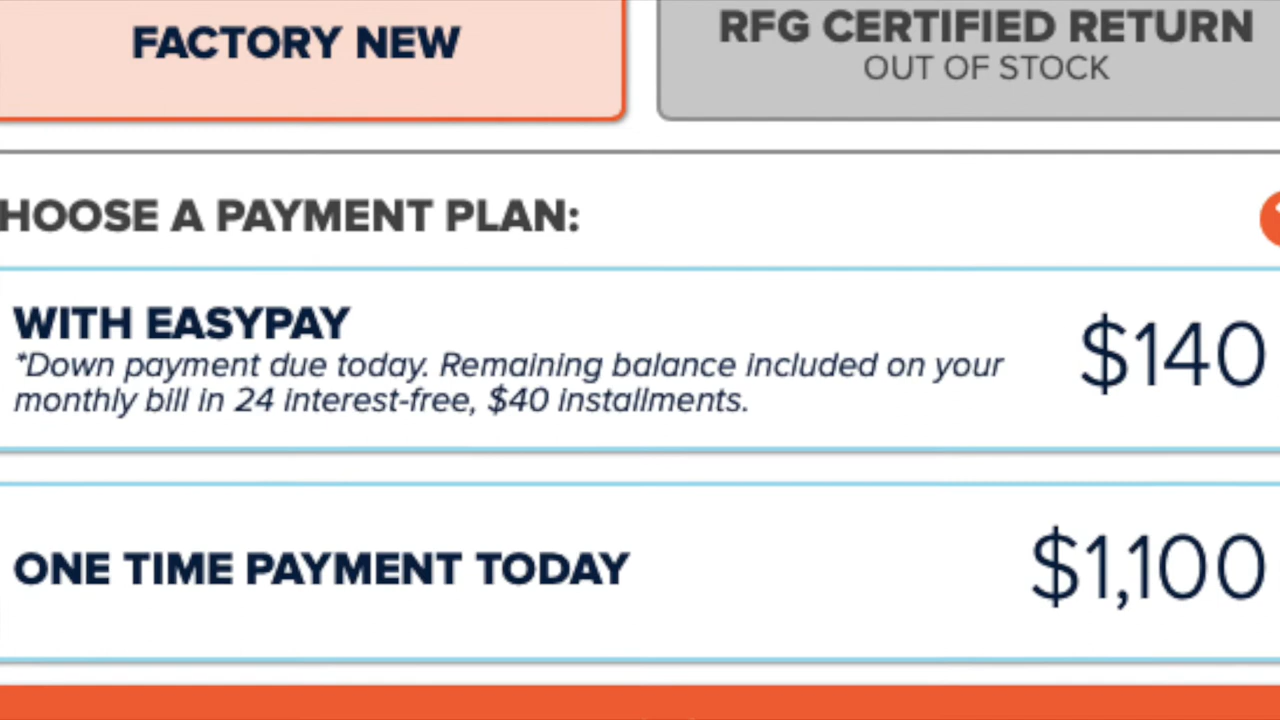 FACTORY NEW
RFG CERTIFIED RETURN
OUT OF STOCK
HOOSE A PAYMENT PLAN:
WITH EASYPAY
*Down payment due today. Remaining balance included on your
monthly bill in 24 interest-free, $40 installments.
$140
ONE TIME PAYMENT TODAY
$1,100